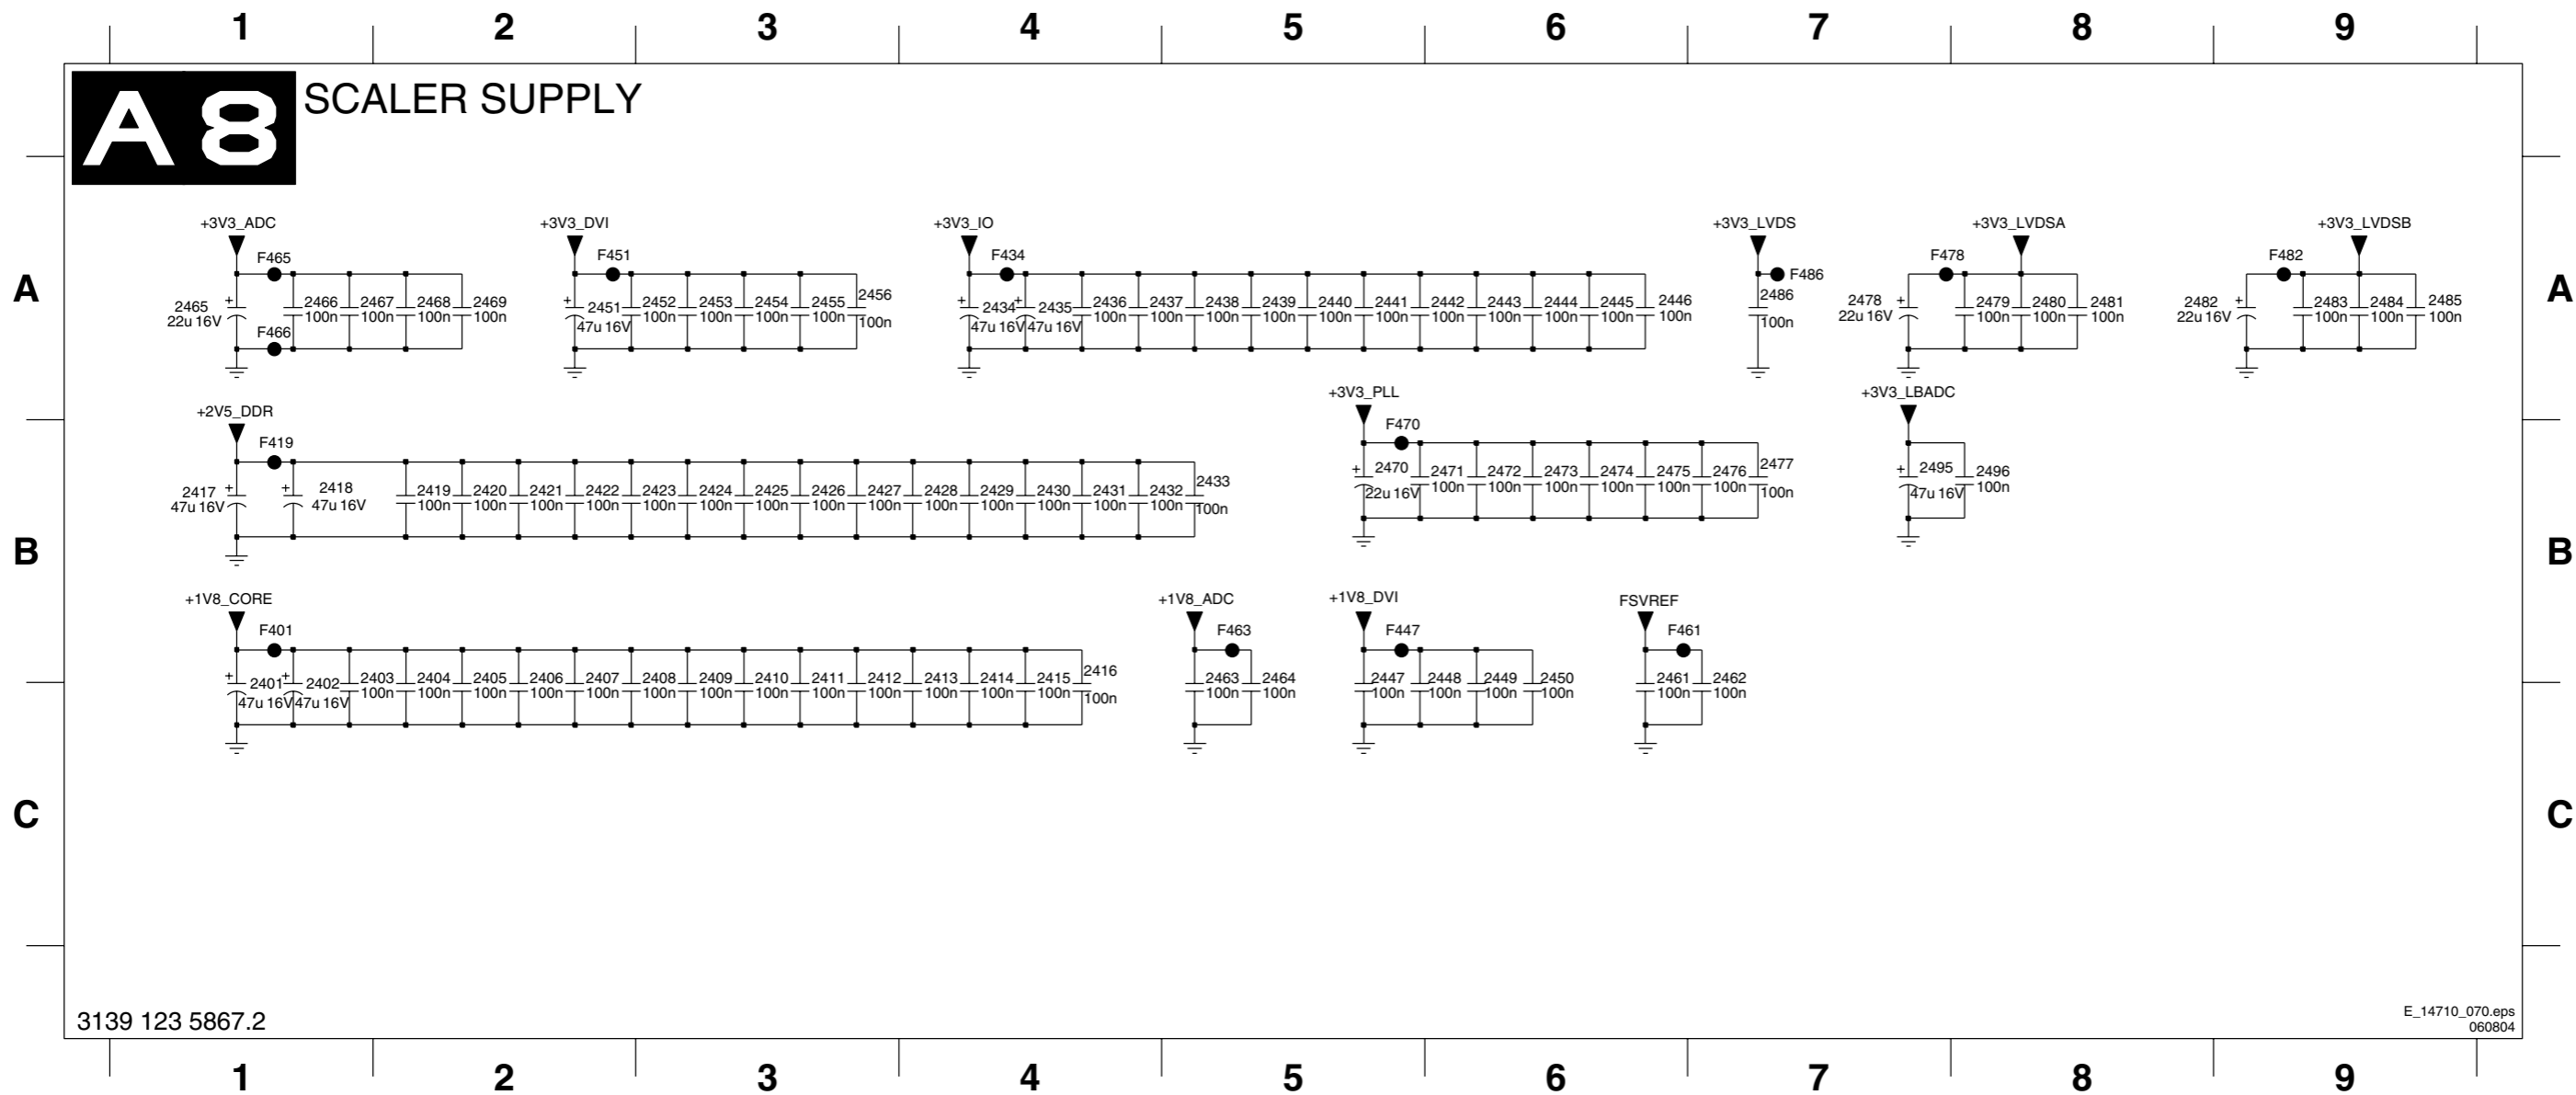 1 2 3 4 5 6 7 8 9
A 8 SCALER SUPPLY
+3V3_ADC +3V3_DVI +3V3_IO +3V3_LVDS +3V3_LVDSA +3V3_LVDSB
F465 F451 F434 F486 F478 F482
A A
2465 22u 16V
2466 100n
2467 100n
2468 100n
2469 100n
F466
2451 47u 16V
2452 100n
2453 100n
2454 100n
2455 100n
2456 100n
2434 47u 16V
2435 47u 16V
2436 100n
2437 100n
2438 100n
2439 100n
2440 100n
2441 100n
2442 100n
2443 100n
2444 100n
2445 100n
2446 100n
2486 100n
2478 22u 16V
2479 100n
2480 100n
2481 100n
2482 22u 16V
2483 100n
2484 100n
2485 100n
+2V5_DDR +3V3_PLL +3V3_LBADC
F419 F470
2417 47u 16V
2418 47u 16V
2419 100n
2420 100n
2421 100n
2422 100n
2423 100n
2424 100n
2425 100n
2426 100n
2427 100n
2428 100n
2429 100n
2430 100n
2431 100n
2432 100n
2433 100n
2470 22u 16V
2471 100n
2472 100n
2473 100n
2474 100n
2475 100n
2476 100n
2477 100n
2495 47u 16V
2496 100n
B B
+1V8_CORE +1V8_ADC +1V8_DVI FSVREF
F401 F463 F447 F461
2401 47u 16V
2402 47u 16V
2403 100n
2404 100n
2405 100n
2406 100n
2407 100n
2408 100n
2409 100n
2410 100n
2411 100n
2412 100n
2413 100n
2414 100n
2415 100n
2416 100n
2463 100n
2464 100n
2447 100n
2448 100n
2449 100n
2450 100n
2461 100n
2462 100n
C C
3139 123 5867.2
E_14710_070.eps
060804
1 2 3 4 5 6 7 8 9